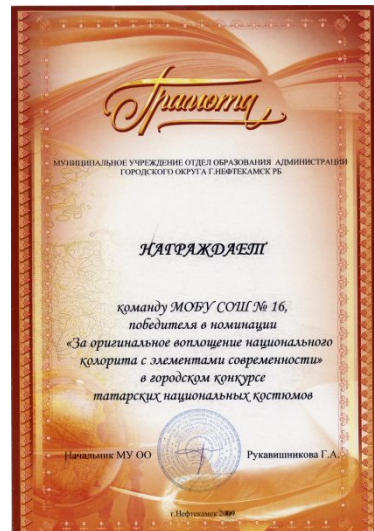 Грамота
МУНИЦИПАЛЬНОЕ УЧРЕЖДЕНИЕ ОТДЕЛ ОБРАЗОВАНИЯ АДМИНИСТРАЦИИ
ГОРОДСКОГО ОКРУГА Г.НЕФТЕКАМСК РБ
НАГРАЖДАЕТ
команду МОБУ СОШ № 16,
победителя в номинации
«За оригинальное воплощение национального
колорита с элементами современности»
в городском конкурсе
татарских национальных костюмов
Начальник МУ ОО Рукавишникова Г.А.
г.Нефтекамск 2009